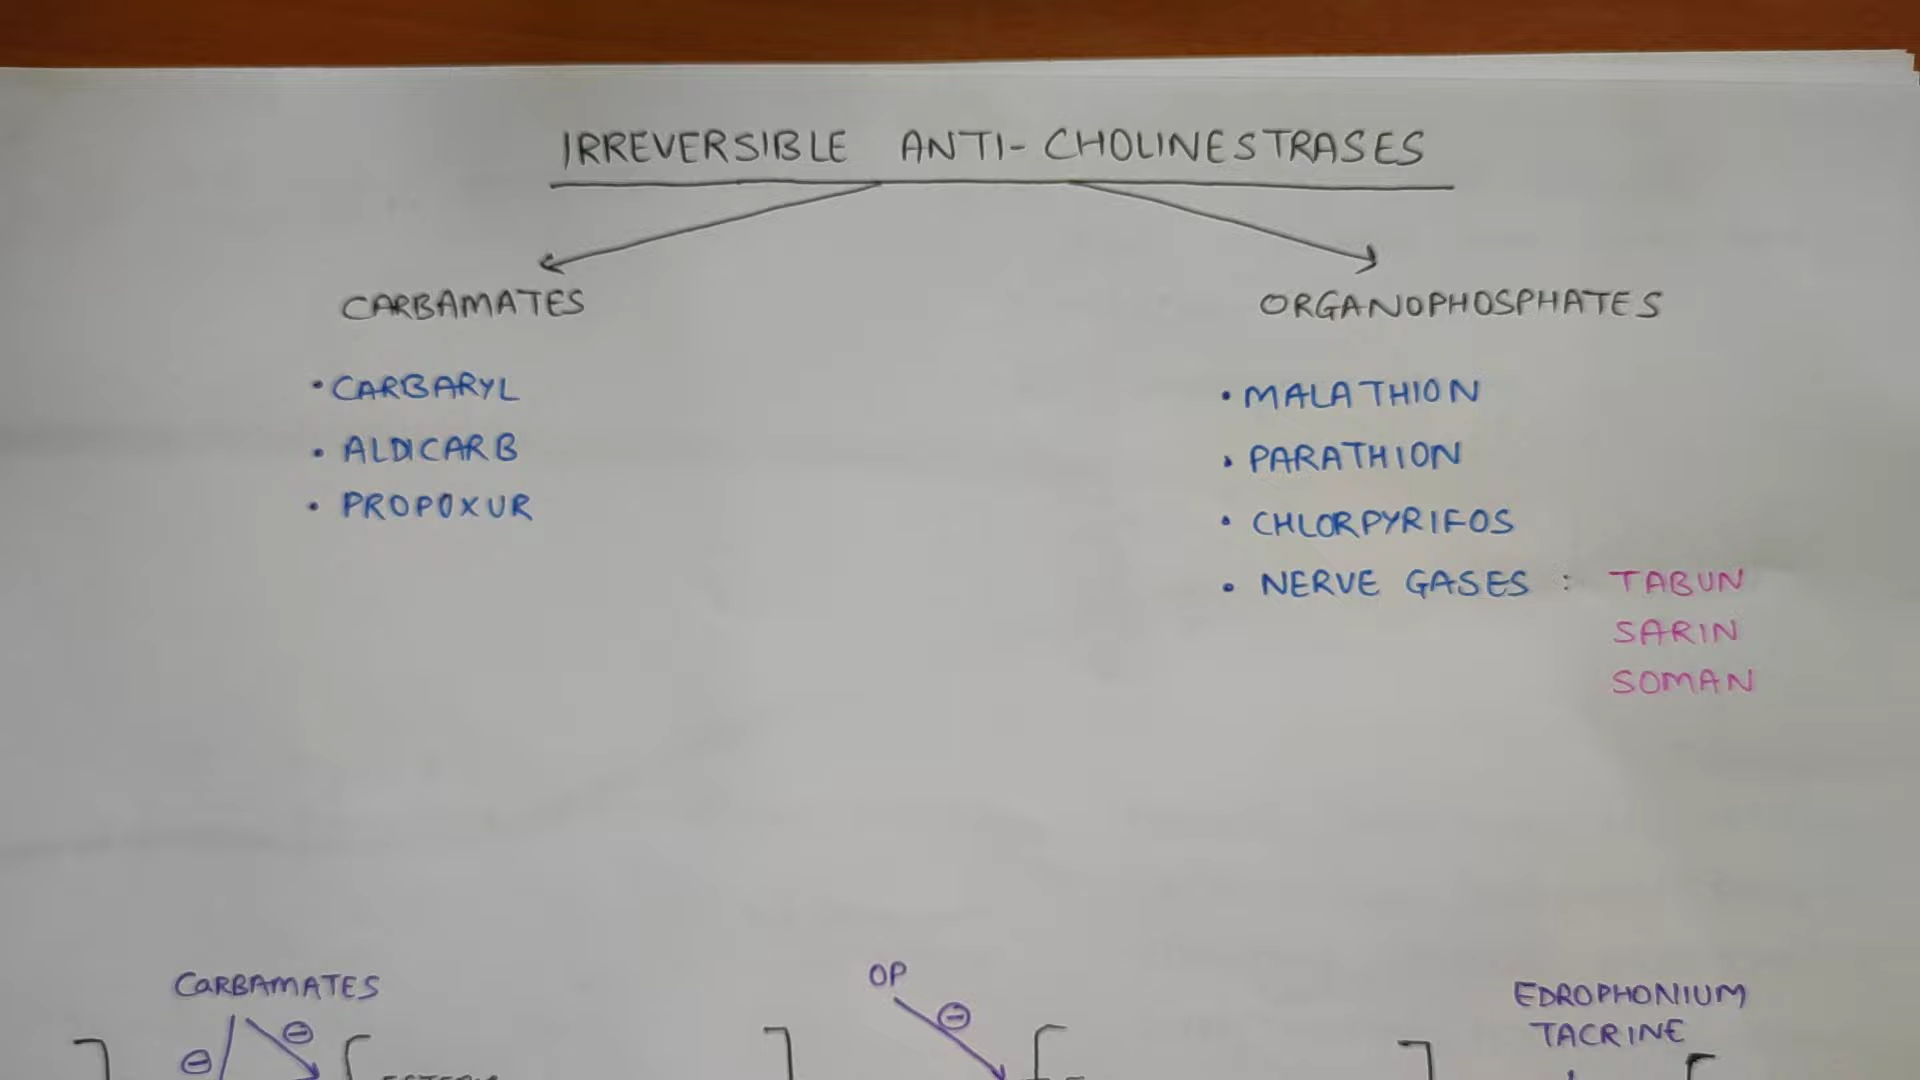 IRREVERSIBLE ANTI-CHOLINESTRASES
CARBAMATES
• CARBARYL
• ALDICARB
• PROPOXUR
ORGANOPHOSPHATES
• MALATHION
• PARATHION
• CHLORPYRIFOS
• NERVE GASES : TABUN
SARIN
SOMAN
CARBAMATES
OP
EDROPHONIUM
TACRINE